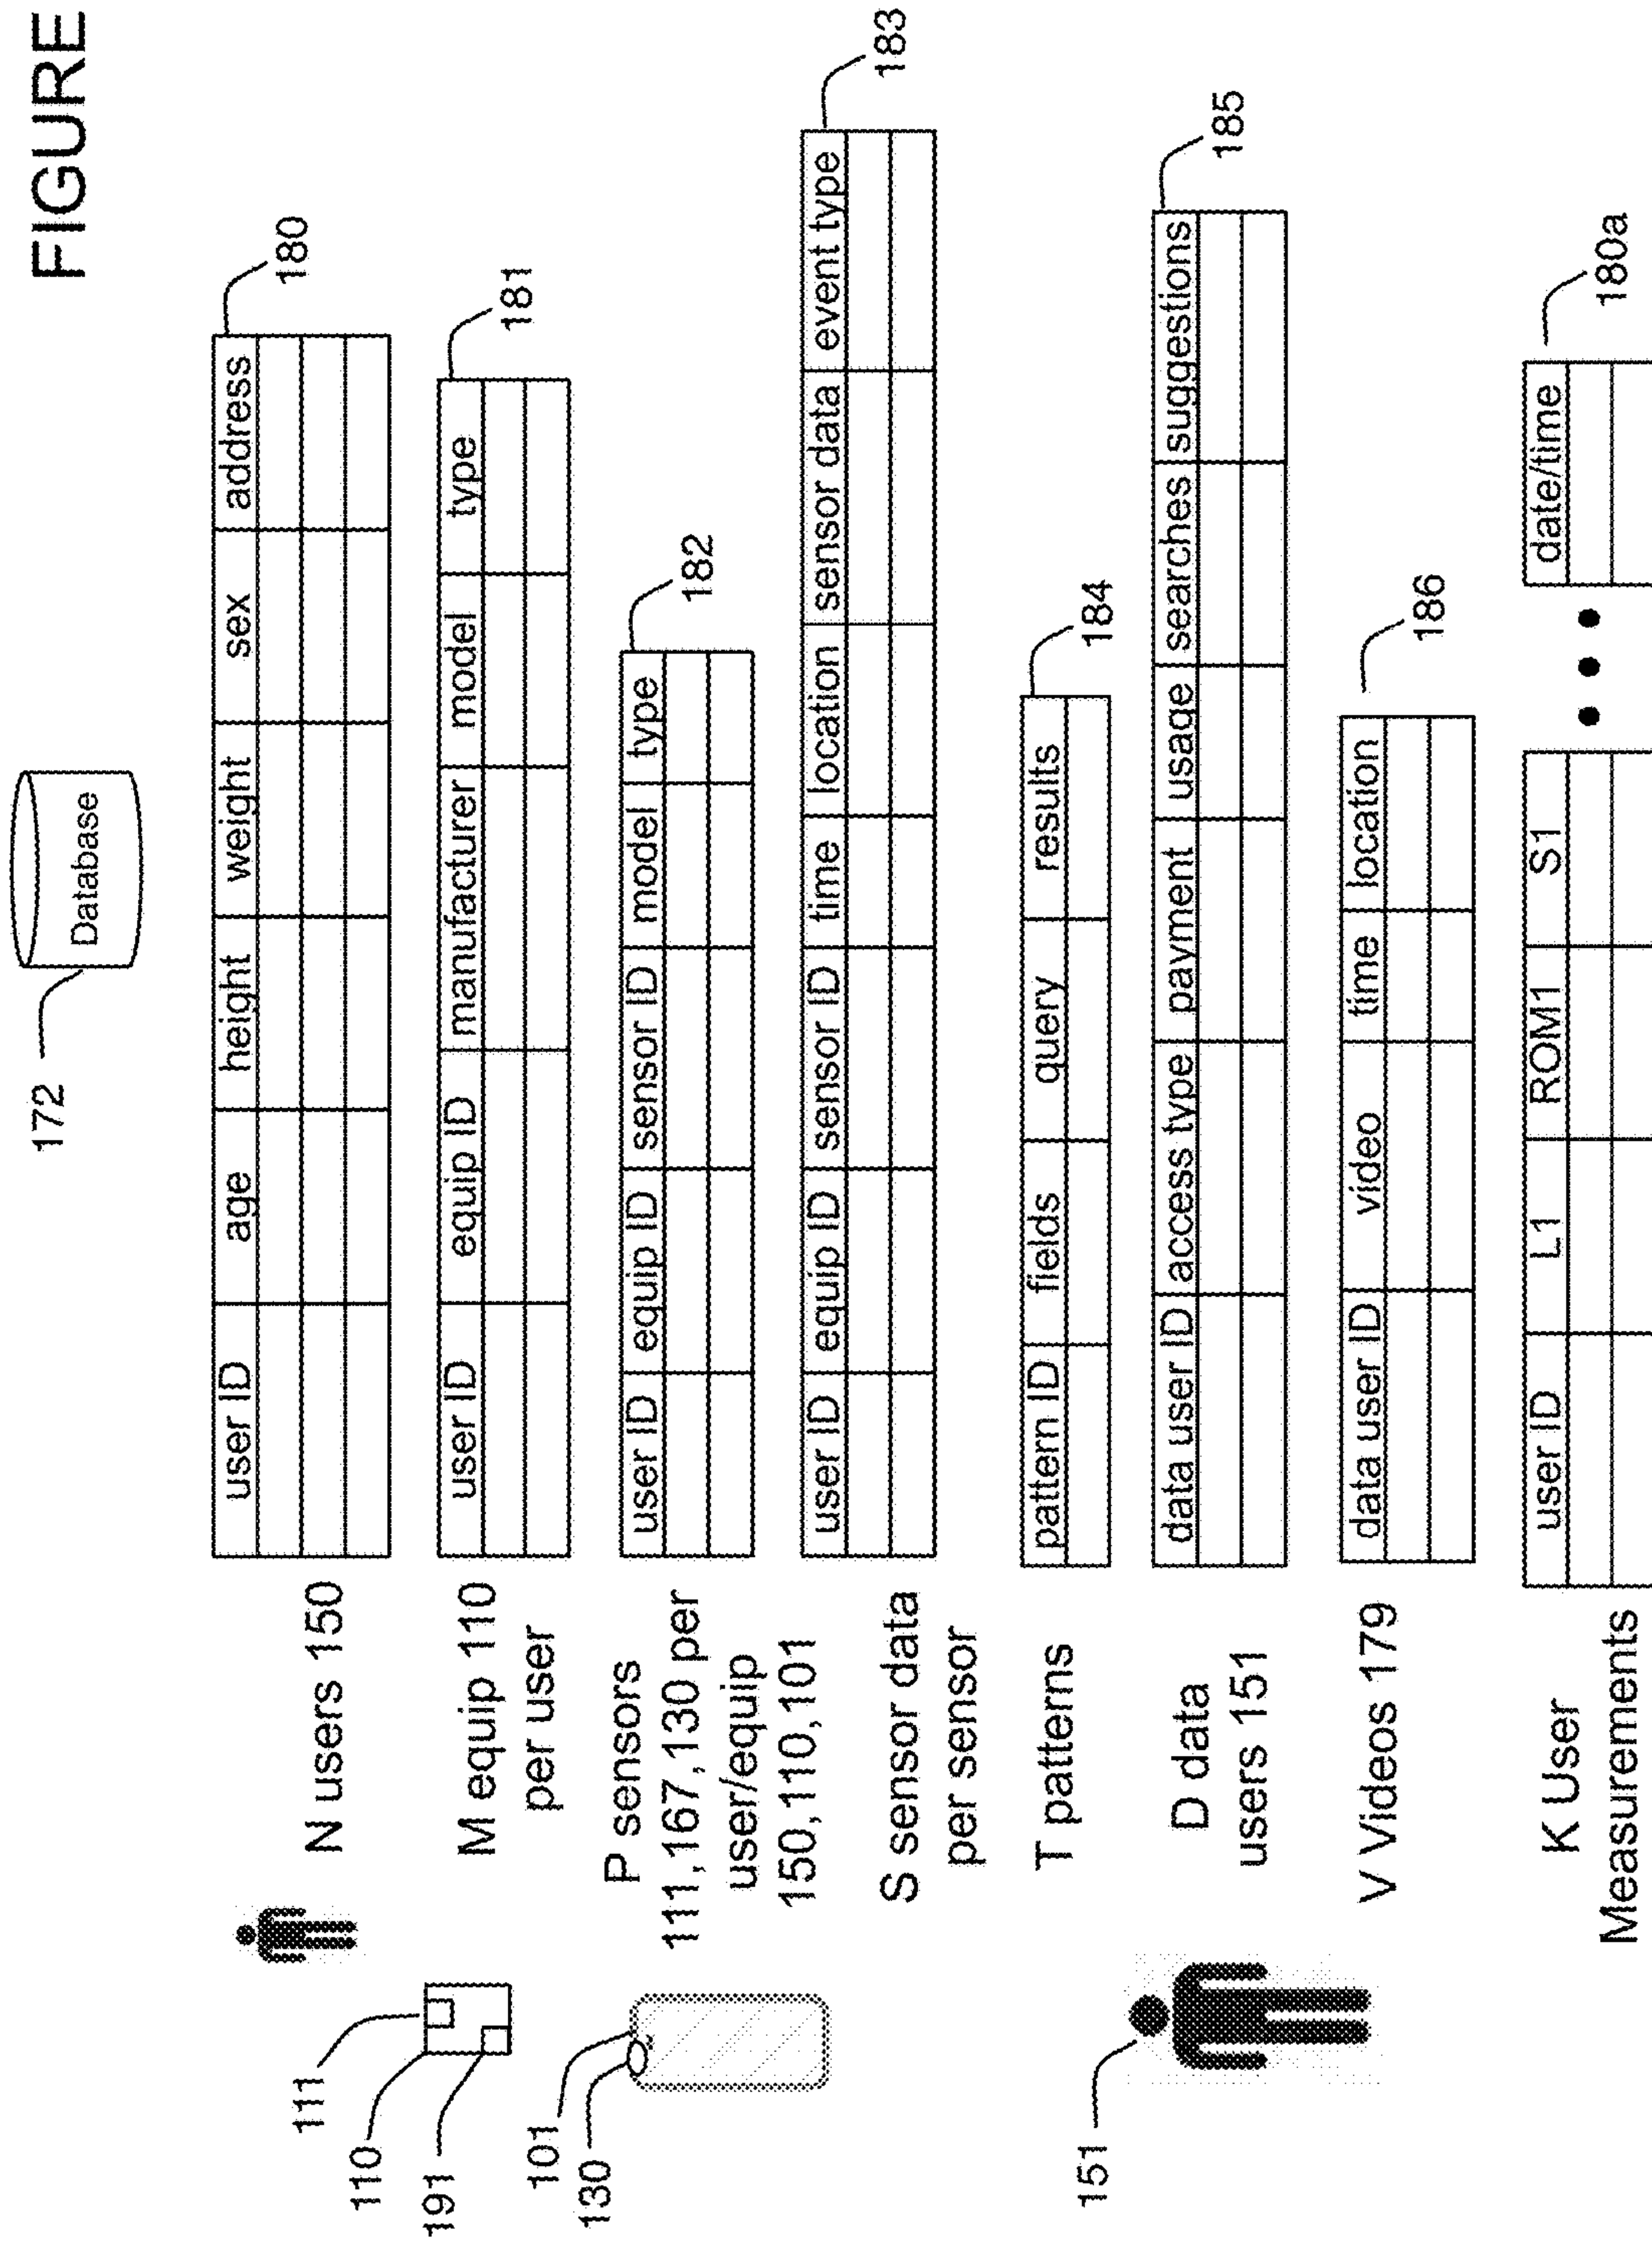 FIGURE
172
Database
N users 150
user ID age height weight sex address
180
111
110
191
M equip 110
per user
user ID equip ID manufacturer model type
181
101
130
P sensors
111,167,130 per
user/equip
150,110,101
user ID equip ID sensor ID model type
182
S sensor data
per sensor
user ID equip ID sensor ID time location sensor data event type
183
T patterns
pattern ID fields query results
184
151
D data
users 151
data user ID access type payment usage searches suggestions
185
V Videos 179
data user ID video time location
186
K User
Measurements
user ID L1 ROM1 S1 ● ● ● date/time
180a